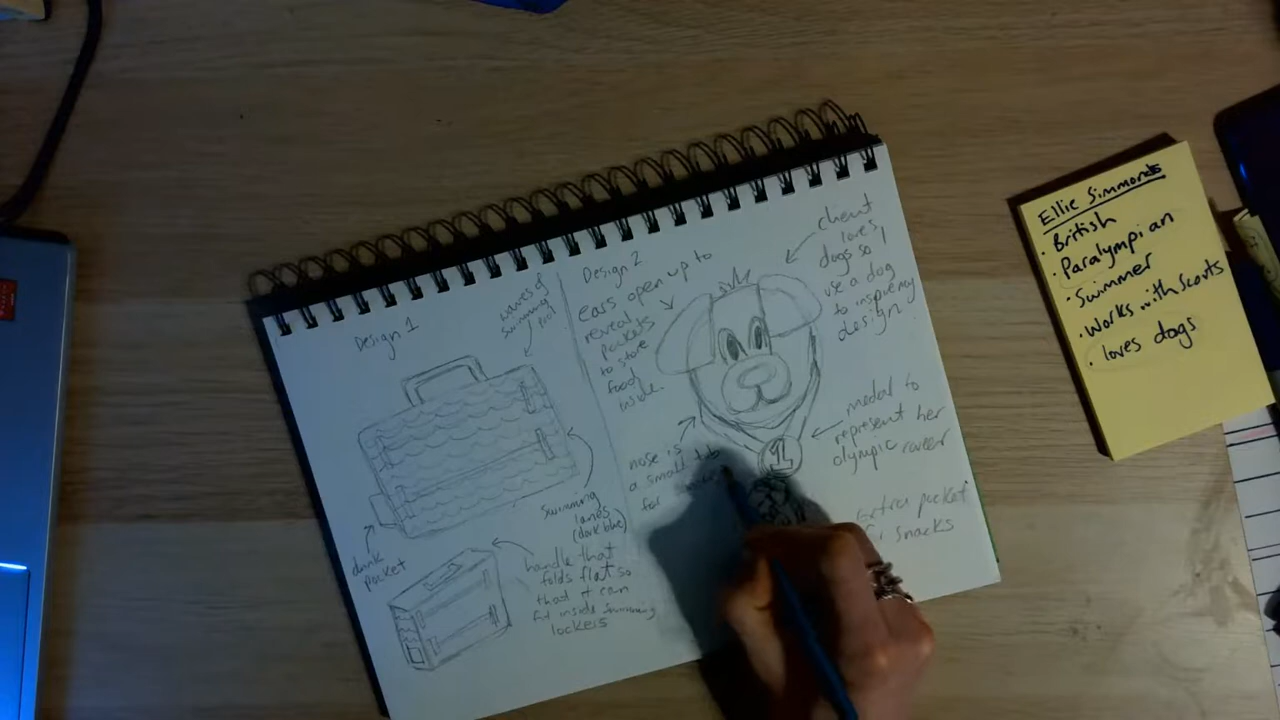 Design 1
waves of
swimming
pool
drink
pocket
swimming
lanes
(dark blue)
handle that
folds flat so
that it can
fit inside swimming
lockers
Design 2
ears open up to
reveal
pockets
to store
food
inside
client
loves
dogs so I
use a dog
to
design
nose is
a small
for
medal to
represent her
olympic career
1
extra pocket
snacks
Ellie Simmonds
• British
• Paralympian
• Swimmer
• Works with Scouts
• loves dogs